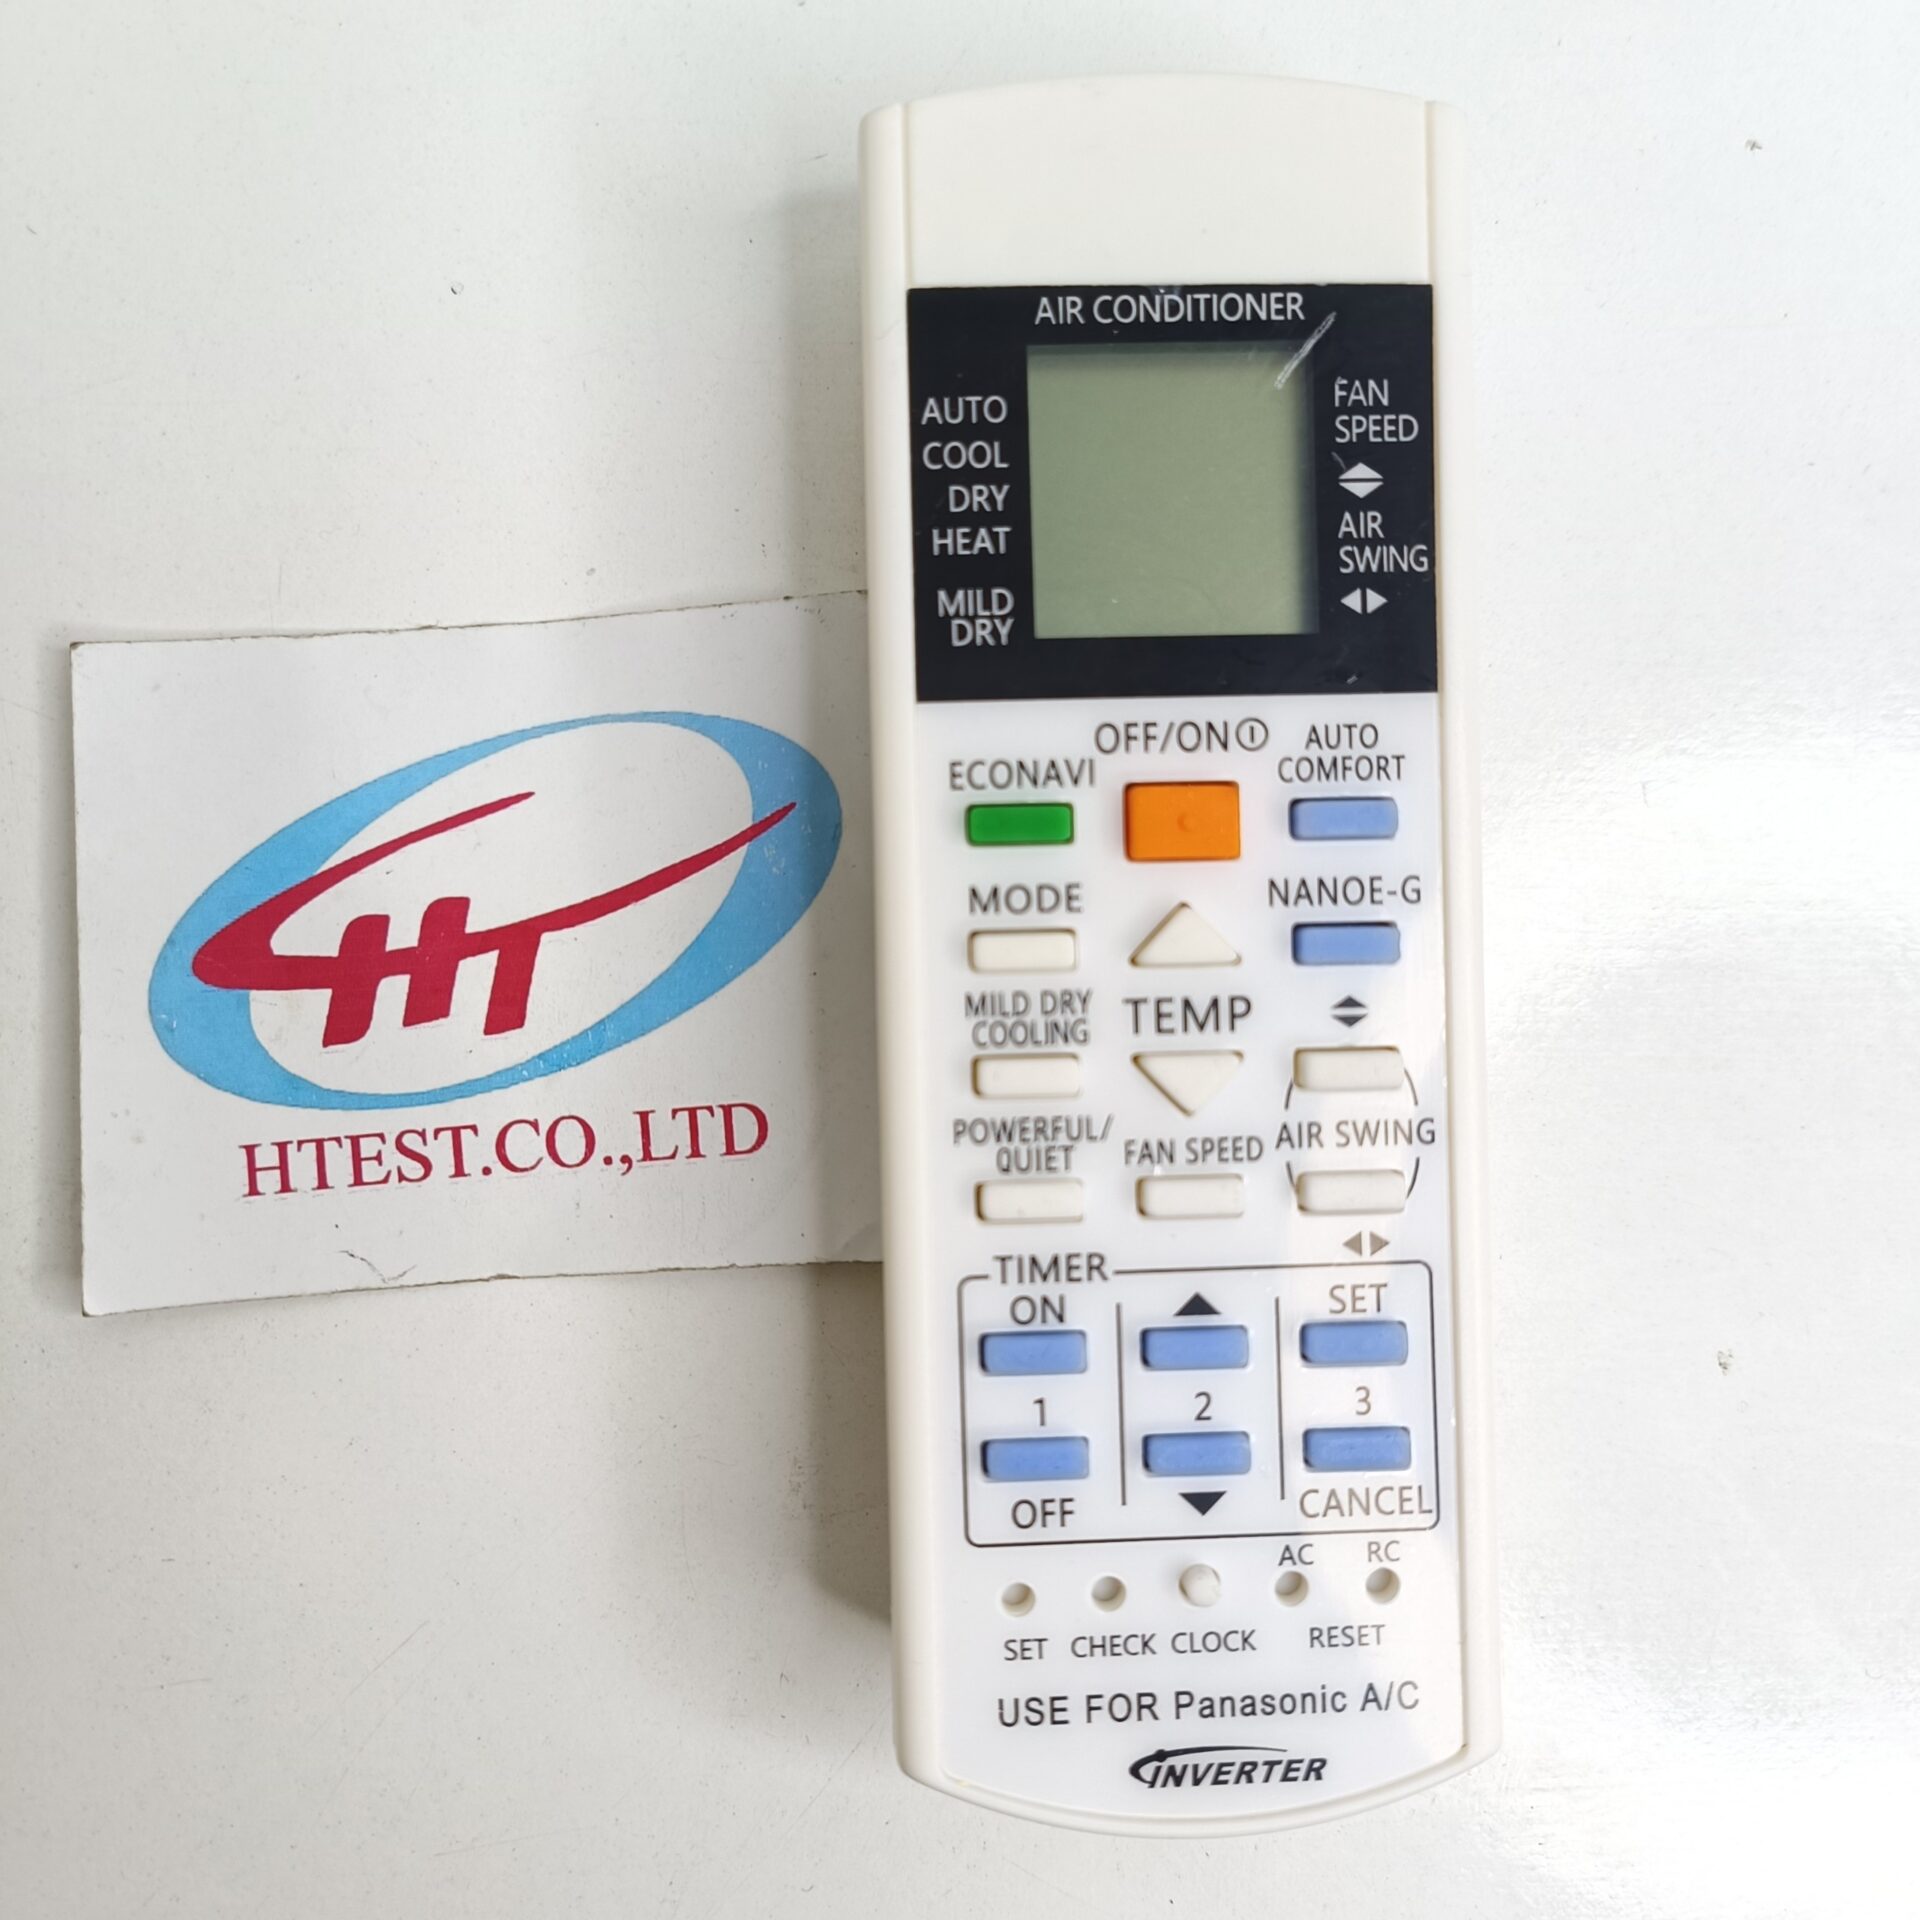 HT
HTEST.CO.,LTD
AIR CONDITIONER
AUTO
COOL
DRY
HEAT
MILD
DRY
FAN
SPEED
AIR
SWING
OFF/ON
ECONAVI
AUTO
COMFORT
MODE
NANOE-G
MILD DRY
COOLING
TEMP
POWERFUL/
QUIET
FAN SPEED
AIR SWING
TIMER
ON
SET
1
2
3
OFF
CANCEL
AC
RC
SET
CHECK
CLOCK
RESET
USE FOR Panasonic A/C
INVERTER